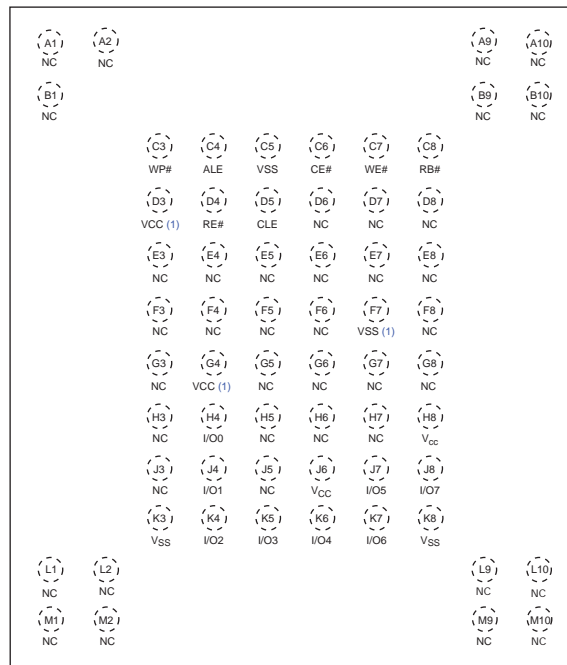 A1 A2 A9 A10
NC NC NC NC
B1 B9 B10
NC NC NC
C3 C4 C5 C6 C7 C8
WP# ALE VSS CE# WE# RB#
D3 D4 D5 D6 D7 D8
VCC (1) RE# CLE NC NC NC
E3 E4 E5 E6 E7 E8
NC NC NC NC NC NC
F3 F4 F5 F6 F7 F8
NC NC NC NC VSS (1) NC
G3 G4 G5 G6 G7 G8
NC VCC (1) NC NC NC NC
H3 H4 H5 H6 H7 H8
NC I/O0 NC NC NC Vcc
J3 J4 J5 J6 J7 J8
NC I/O1 NC VCC I/O5 I/O7
K3 K4 K5 K6 K7 K8
VSS I/O2 I/O3 I/O4 I/O6 VSS
L1 L2 L9 L10
NC NC NC NC
M1 M2 M9 M10
NC NC NC NC